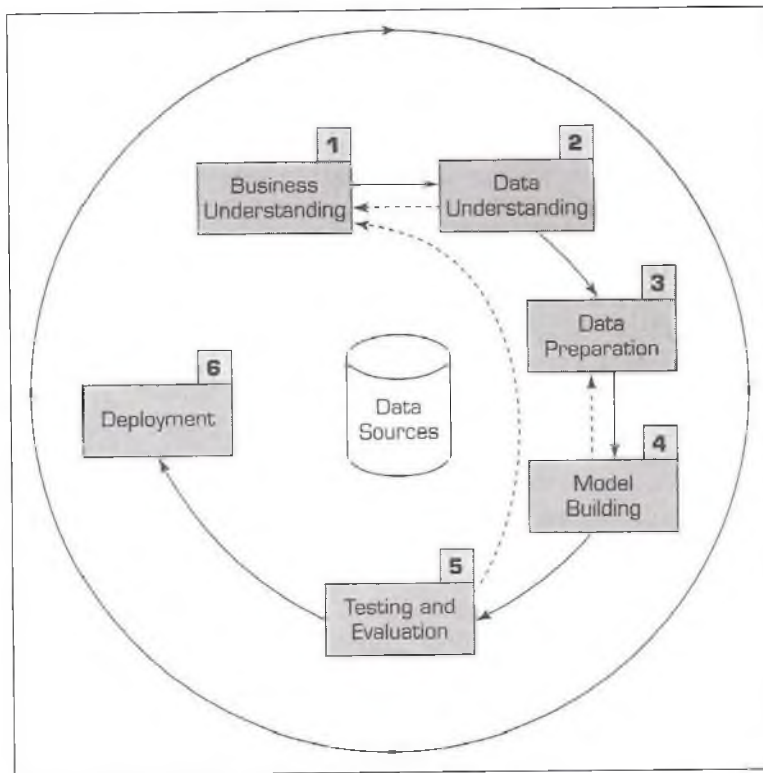 1
Business
Understanding
2
Data
Understanding
3
Data
Preparation
4
Model
Building
5
Testing and
Evaluation
6
Deployment
Data
Sources